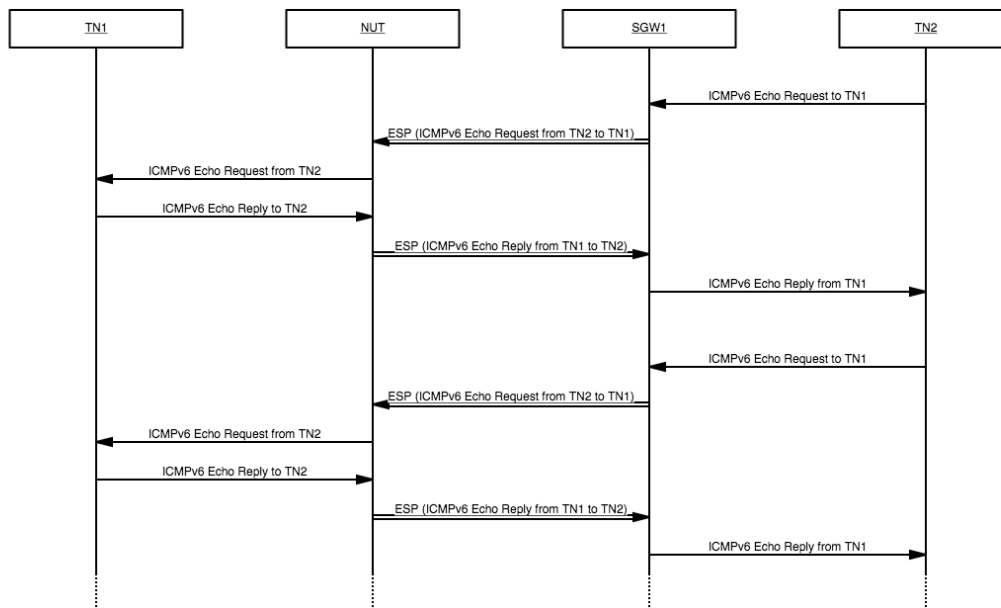 TN1
NUT
SGW1
TN2
ICMPv6 Echo Request to TN1
ESP (ICMPv6 Echo Request from TN2 to TN1)
ICMPv6 Echo Request from TN2
ICMPv6 Echo Reply to TN2
ESP (ICMPv6 Echo Reply from TN1 to TN2)
ICMPv6 Echo Reply from TN1
ICMPv6 Echo Request to TN1
ESP (ICMPv6 Echo Request from TN2 to TN1)
ICMPv6 Echo Request from TN2
ICMPv6 Echo Reply to TN2
ESP (ICMPv6 Echo Reply from TN1 to TN2)
ICMPv6 Echo Reply from TN1